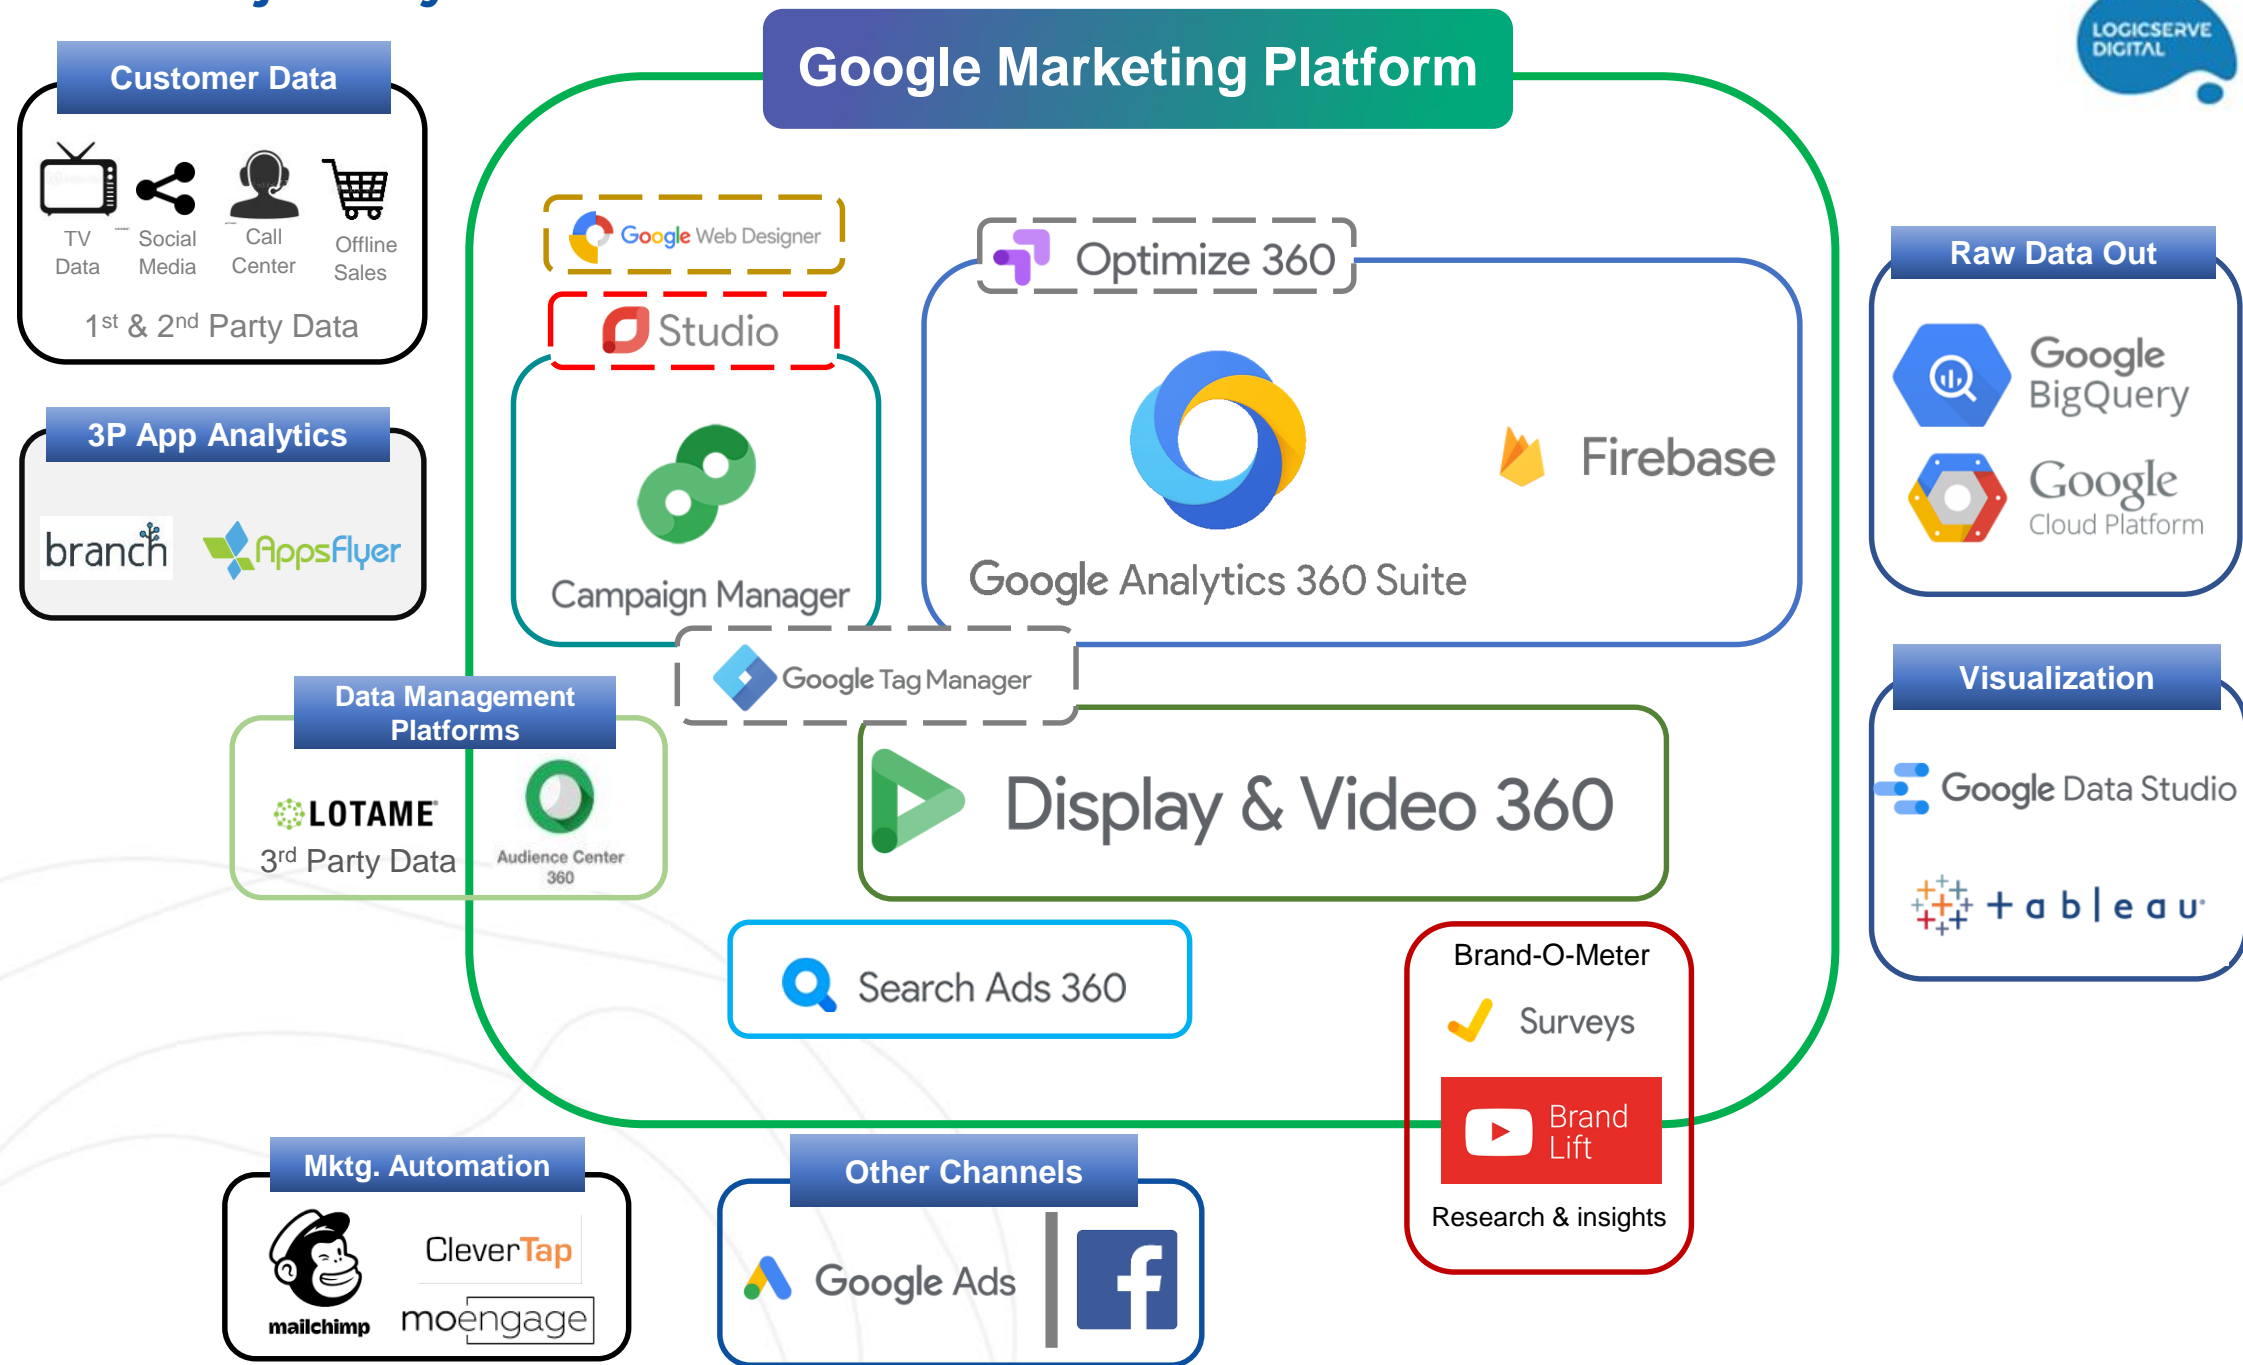 Google Marketing Platform
LOGICSERVE
DIGITAL
Customer Data
TV
Data
Social
Media
Call
Center
Offline
Sales
1st & 2nd Party Data
3P App Analytics
branch
AppsFlyer
Google Web Designer
Studio
Campaign Manager
Optimize 360
Google Analytics 360 Suite
Firebase
Google Tag Manager
Raw Data Out
Google
BigQuery
Google
Cloud Platform
Data Management
Platforms
LOTAME
3rd Party Data
Audience Center
360
Display & Video 360
Visualization
Google Data Studio
+ a b l e a u
Search Ads 360
Brand-O-Meter
Surveys
Brand
Lift
Research & insights
Mktg. Automation
mailchimp
CleverTap
moengage
Other Channels
Google Ads
f